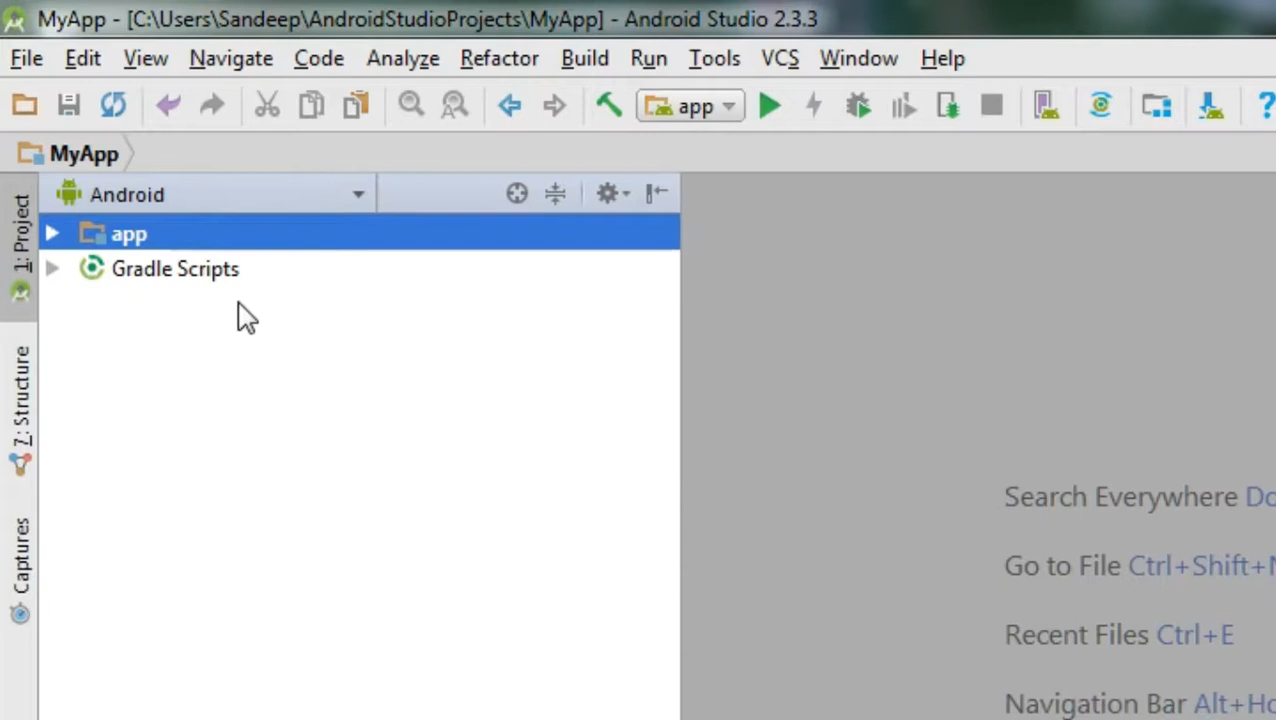 MyApp - [C:\Users\Sandeep\AndroidStudioProjects\MyApp] - Android Studio 2.3.3
File Edit View Navigate Code Analyze Refactor Build Run Tools VCS Window Help
app
MyApp
1: Project
Android
app
Gradle Scripts
7: Structure
Captures
Search Everywhere
Go to File Ctrl+Shift+
Recent Files Ctrl+E
Navigation Bar Alt+